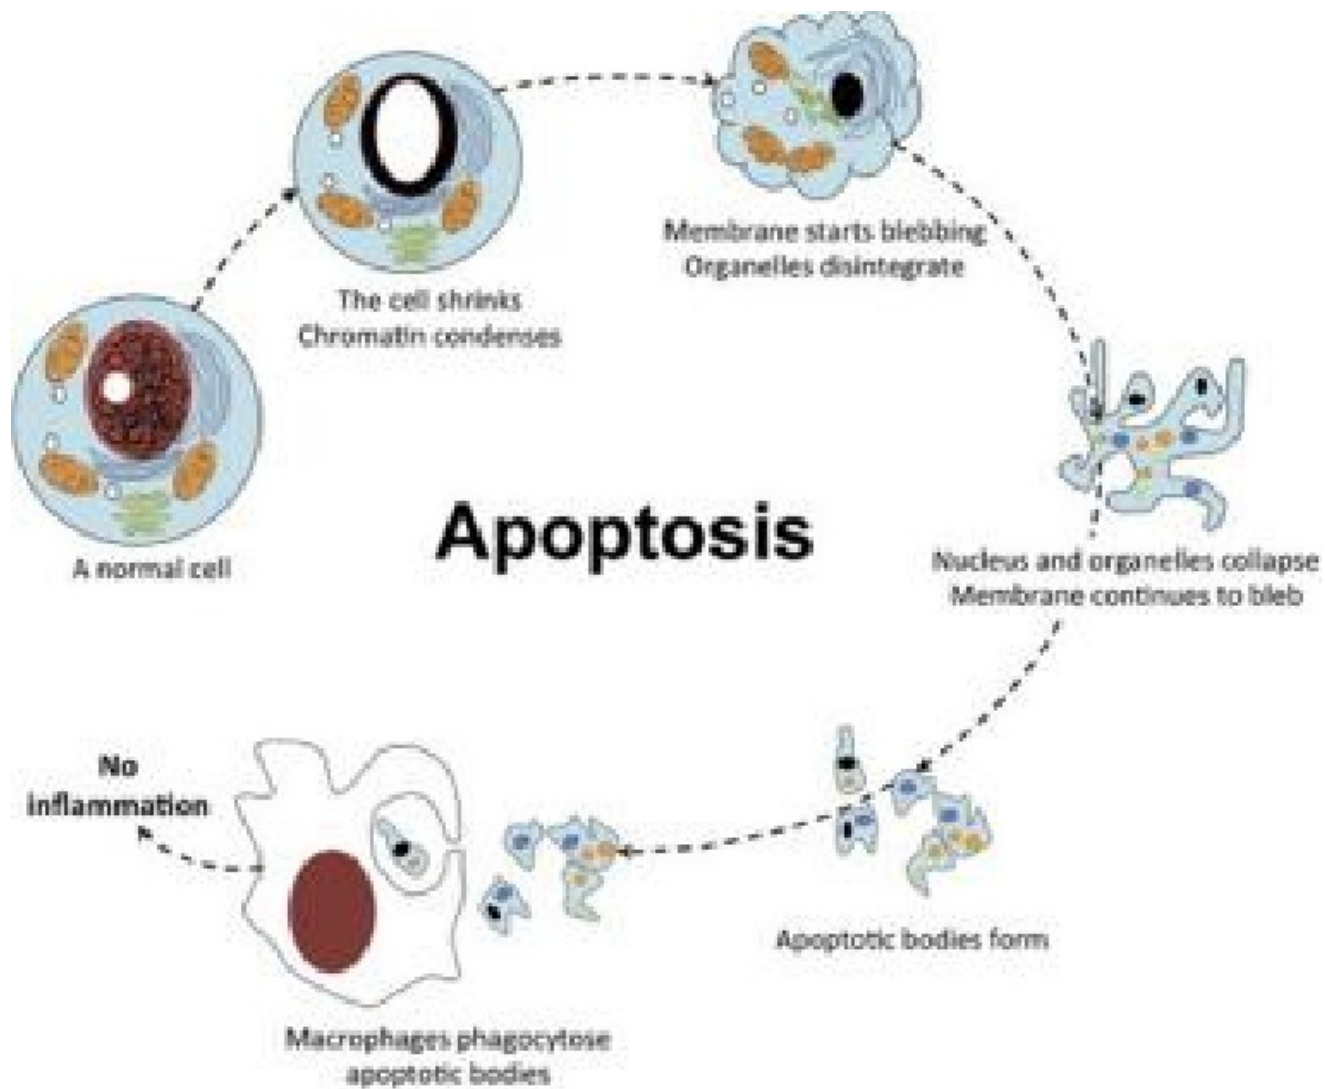 A normal cell
The cell shrinks
Chromatin condenses
Membrane starts blebbing
Organelles disintegrate
Nucleus and organelles collapse
Membrane continues to bleb
Apoptotic bodies form
Macrophages phagocytose
apoptotic bodies
No
inflammation
Apoptosis